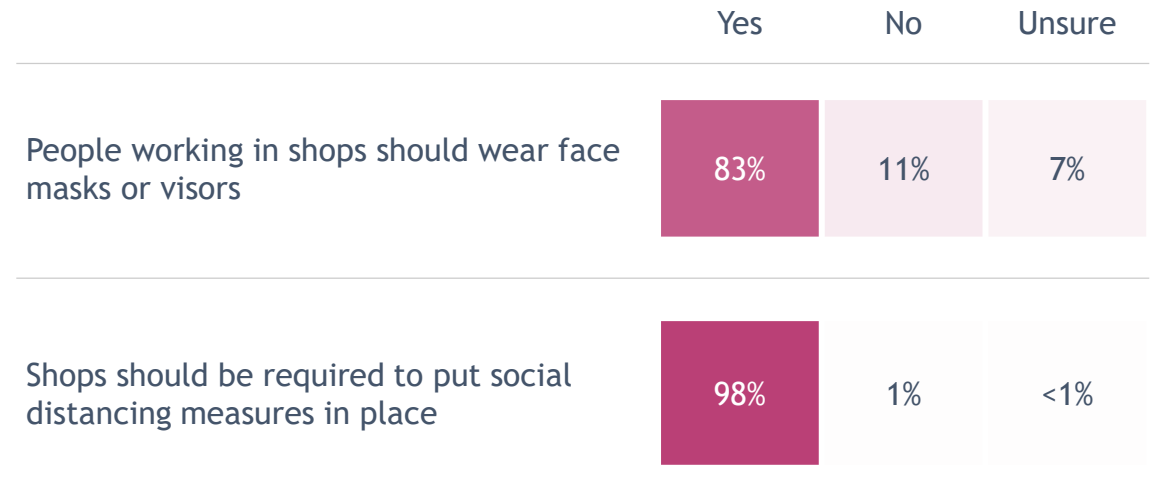 Yes No Unsure
People working in shops should wear face
masks or visors
83% 11% 7%
Shops should be required to put social
distancing measures in place
98% 1% <1%